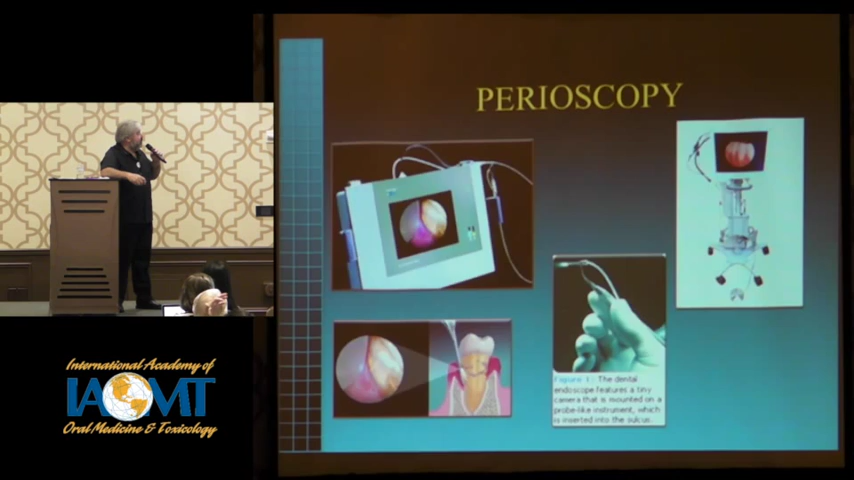 PERIOSCOPY
Figure 1: The dental
endoscope features a tiny
camera that is mounted on a
probe-like instrument, which
is inserted into the sulcus.
International Academy of
IAOMT
Oral Medicine & Toxicology